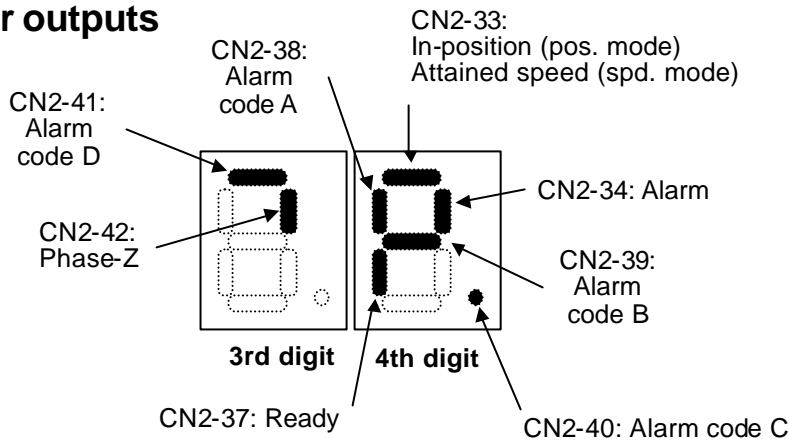 r outputs
CN2-33:
In-position (pos. mode)
Attained speed (spd. mode)
CN2-38:
Alarm
code A
CN2-41:
Alarm
code D
CN2-34: Alarm
CN2-42:
Phase-Z
CN2-39:
Alarm
code B
3rd digit
4th digit
CN2-37: Ready
CN2-40: Alarm code C